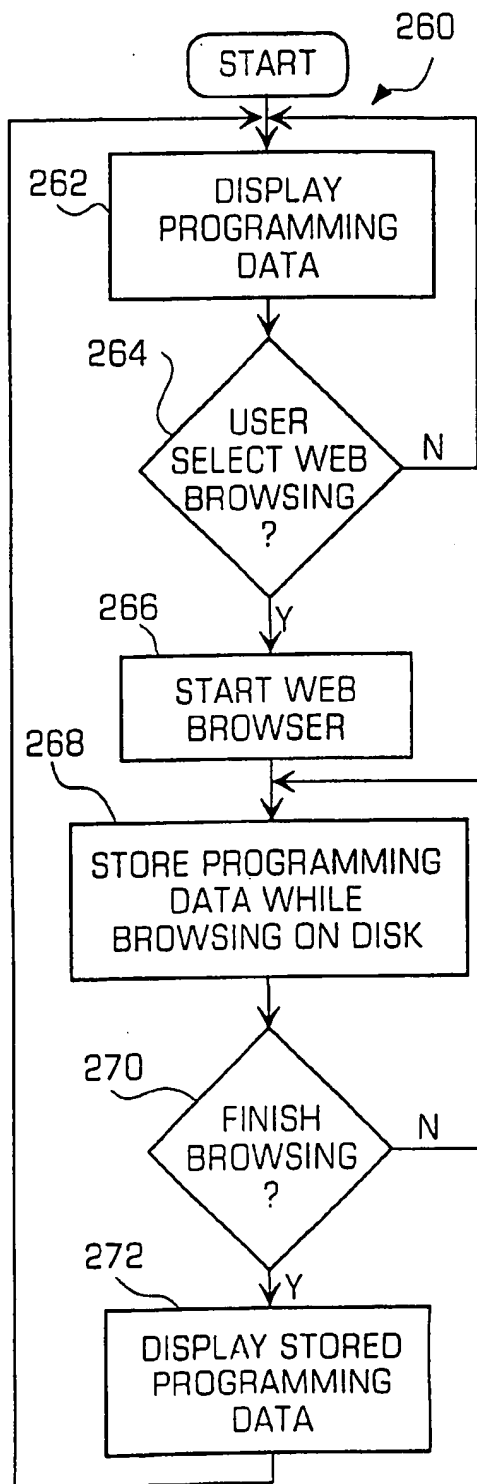 260
START
262
DISPLAY
PROGRAMMING
DATA
264
USER
SELECT WEB
BROWSING
?
N
Y
266
START WEB
BROWSER
268
STORE PROGRAMMING
DATA WHILE
BROWSING ON DISK
270
FINISH
BROWSING
?
N
Y
272
DISPLAY STORED
PROGRAMMING
DATA